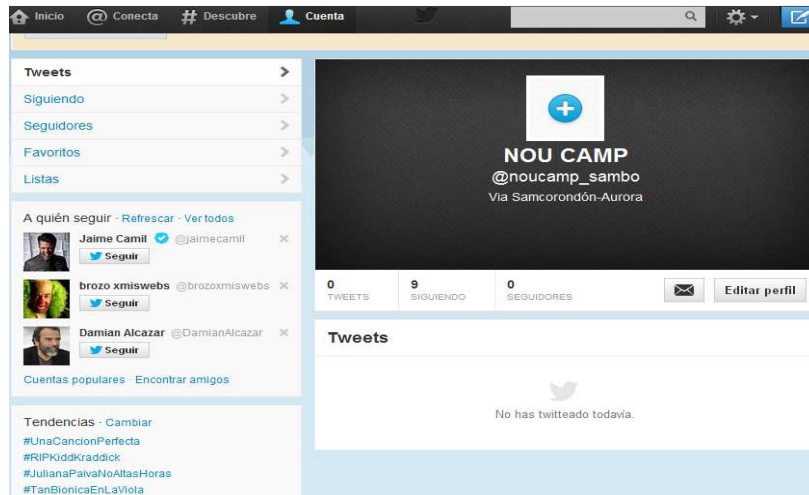 Inicio @ Conecta # Descubre Cuenta
Tweets
Siguiendo
Seguidores
Favoritos
Listas
A quién seguir · Refrescar · Ver todos
Jaime Camil @jaimecamil
Seguir
brozo xmiswebs @brozoxmiswebs
Seguir
Damian Alcazar @DamianAlcazar
Seguir
Cuentas populares · Encontrar amigos
Tendencias · Cambiar
#UnaCancionPerfecta
#RIPKiddKraddick
#JulianaPaivaNoAltasHoras
#TanBionicaEnLaViola
NOU CAMP
@noucamp_sambo
Via Samcorondón-Aurora
0 9 0
TWEETS SIGUIENDO SEGUIDORES
Editar perfil
Tweets
No has twitteado todavía.